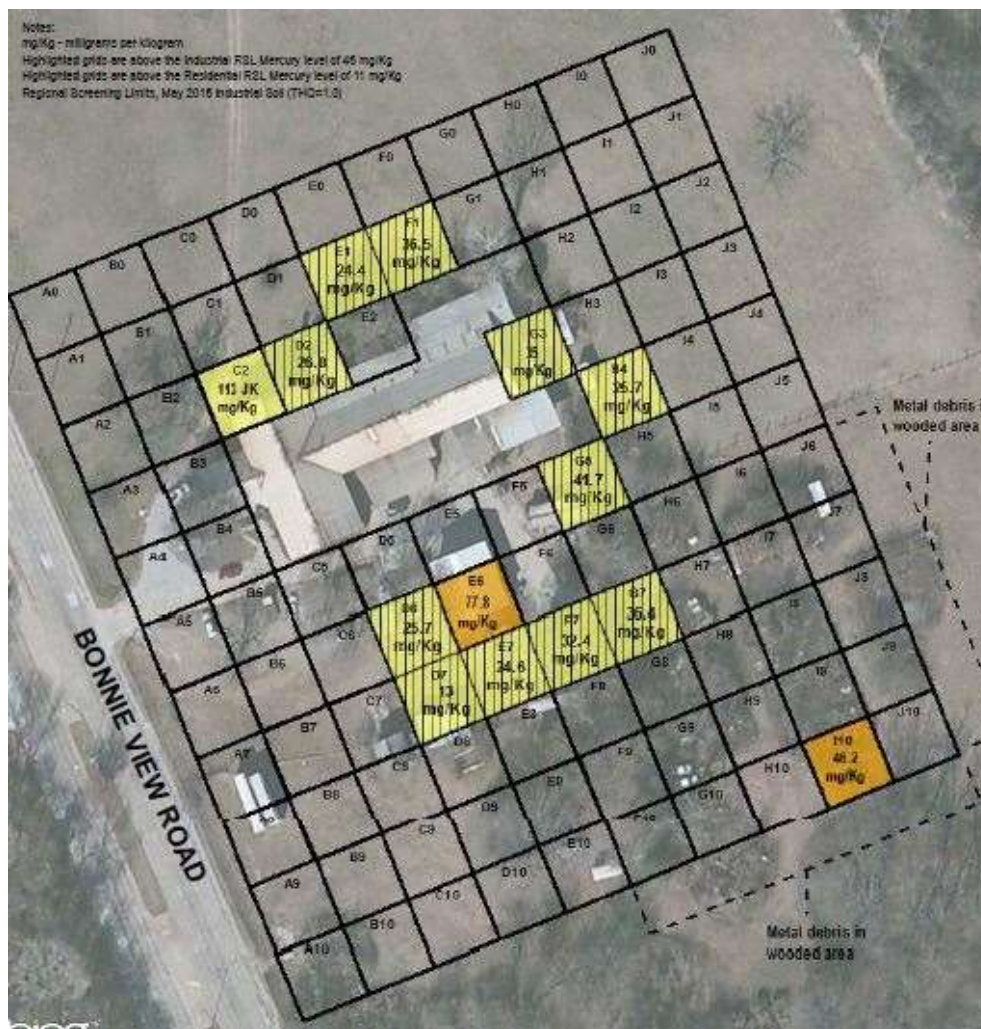 Notes:
mg/Kg - milligrams per kilogram
Highlighted grids are above the Industrial RSL Mercury level of 46 mg/Kg
Highlighted grids are above the Residential RSL Mercury level of 11 mg/Kg
Regional Screening Limits, May 2016 Industrial Soil (THQ=1.0)
J0
I0
H0
G0
F0
E0
D0
C0
B0
A0
J1
I1
H1
G1
F1
36.5
mg/Kg
E1
24.4
mg/Kg
D1
C1
B1
A1
J2
I2
H2
E2
D2
26.8
mg/Kg
C2
113 JK
mg/Kg
B2
A2
J3
I3
H3
G3
mg/Kg
B3
A3
J4
I4
H4
mg/Kg
B4
A4
J5
I5
H5
G5
41.7
mg/Kg
F5
E5
D5
C5
B5
A5
J6
I6
H6
G6
F6
E6
77.8
mg/Kg
D6
25.7
mg/Kg
C6
B6
A6
J7
I7
H7
G7
mg/Kg
F7
32.4
mg/Kg
E7
mg/Kg
D7
13
mg/Kg
C7
B7
A7
J8
I8
H8
G8
F8
E8
D8
C8
B8
J9
I9
H9
G9
F9
E9
D9
C9
B9
A9
J10
I10
48.2
mg/Kg
H10
G10
F10
E10
D10
C10
B10
A10
Metal debris in
wooded area
BONNIE VIEW ROAD
Metal debris in
wooded area